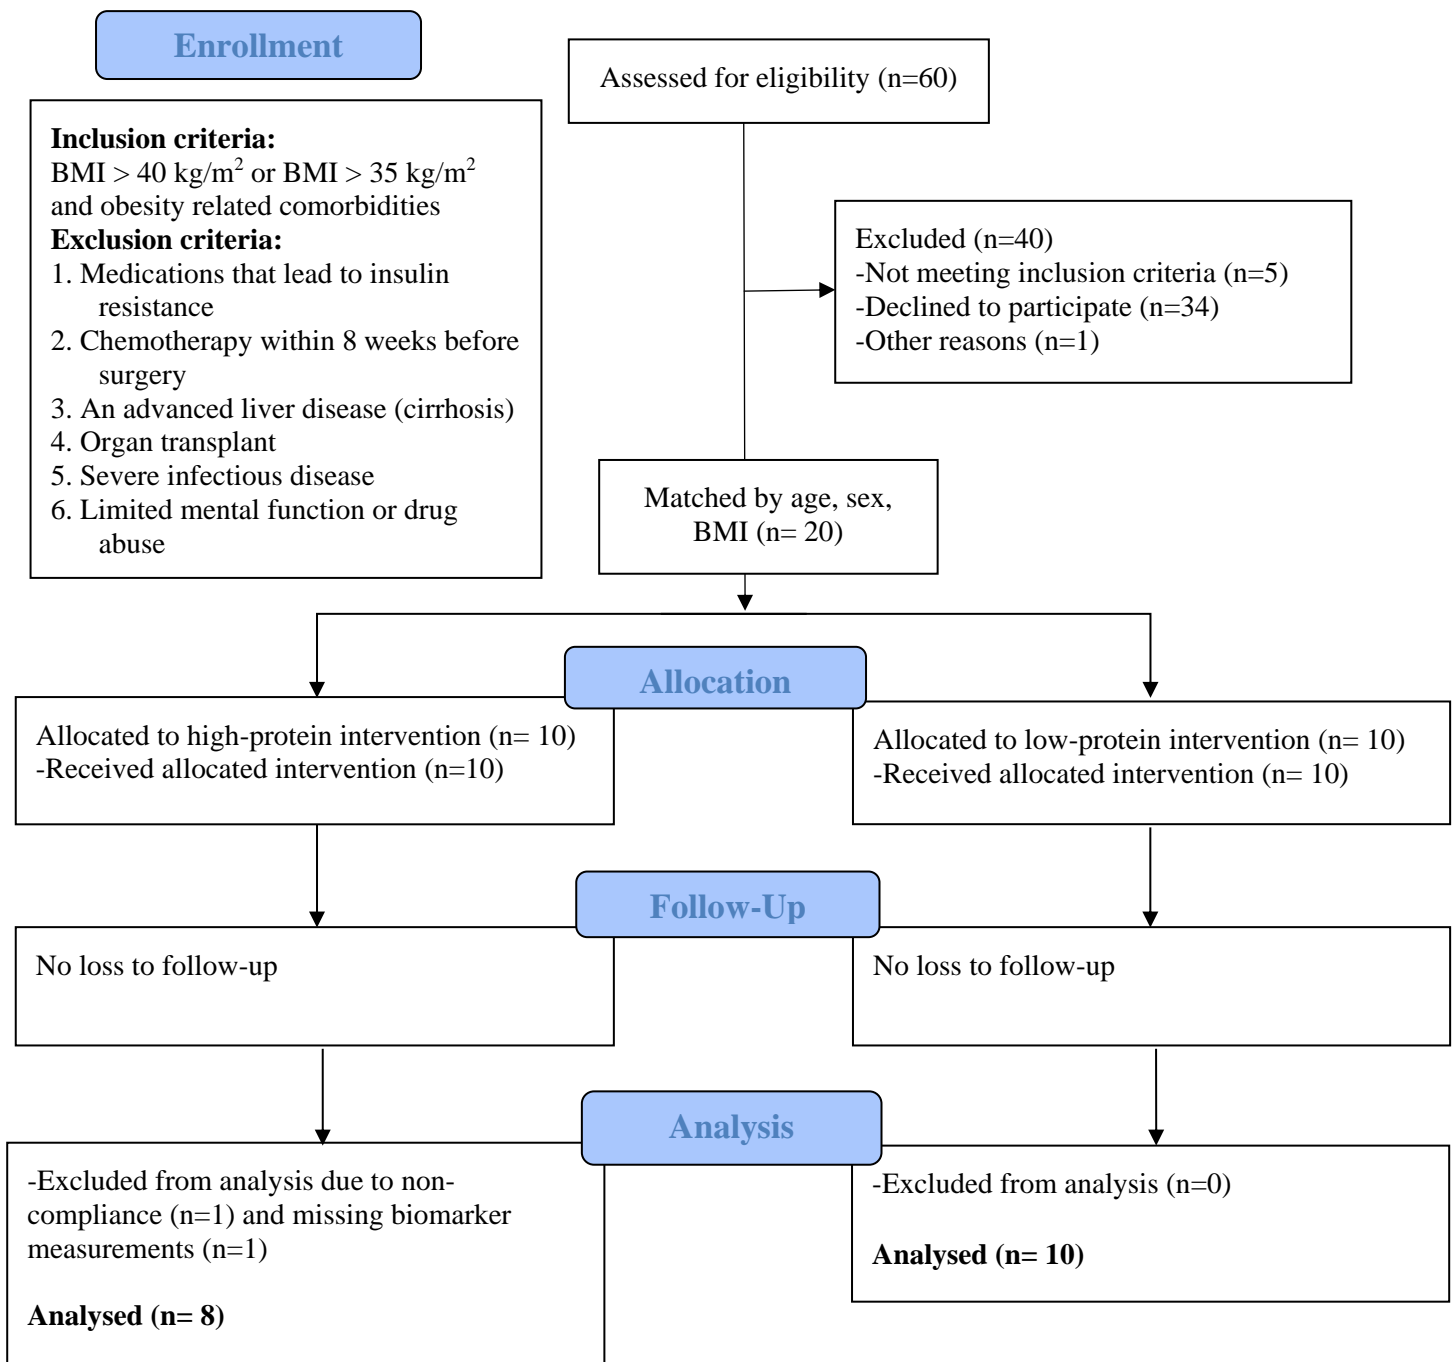 Enrollment
Assessed for eligibility (n=60)
Inclusion criteria:
BMI > 40 kg/m² or BMI > 35 kg/m²
and obesity related comorbidities
Exclusion criteria:
1. Medications that lead to insulin
resistance
2. Chemotherapy within 8 weeks before
surgery
3. An advanced liver disease (cirrhosis)
4. Organ transplant
5. Severe infectious disease
6. Limited mental function or drug
abuse
Excluded (n=40)
-Not meeting inclusion criteria (n=5)
-Declined to participate (n=34)
-Other reasons (n=1)
Matched by age, sex,
BMI (n= 20)
Allocation
Allocated to high-protein intervention (n= 10)
-Received allocated intervention (n=10)
Allocated to low-protein intervention (n= 10)
-Received allocated intervention (n= 10)
Follow-Up
No loss to follow-up
No loss to follow-up
Analysis
-Excluded from analysis due to non-
compliance (n=1) and missing biomarker
measurements (n=1)
Analysed (n= 8)
-Excluded from analysis (n=0)
Analysed (n= 10)